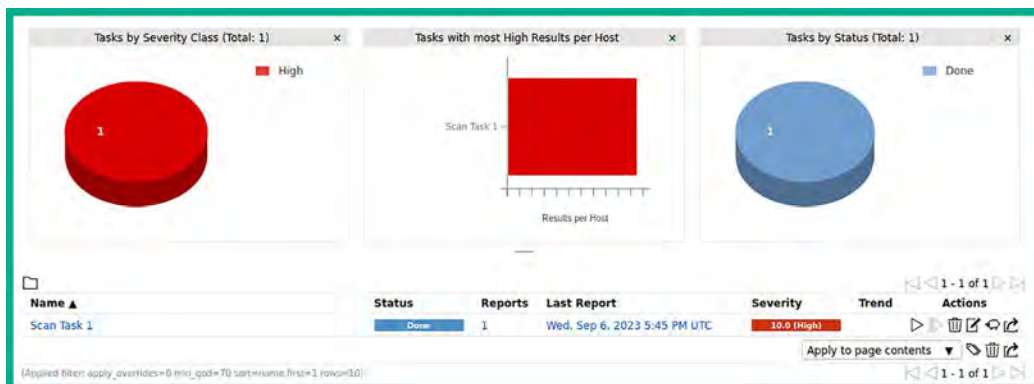 Tasks by Severity Class (Total: 1) ×
Tasks with most High Results per Host ×
Tasks by Status (Total: 1) ×
High
1
Scan Task 1
Results per Host
Done
1
1 - 1 of 1
Name ▲ Status Reports Last Report Severity Trend Actions
Scan Task 1 Done 1 Wed, Sep 6, 2023 5:45 PM UTC 10.0 (High)
Apply to page contents ▼
(Applied filter: apply_overrides=0 min_qod=70 sort=name first=1 rows=10)
1 - 1 of 1